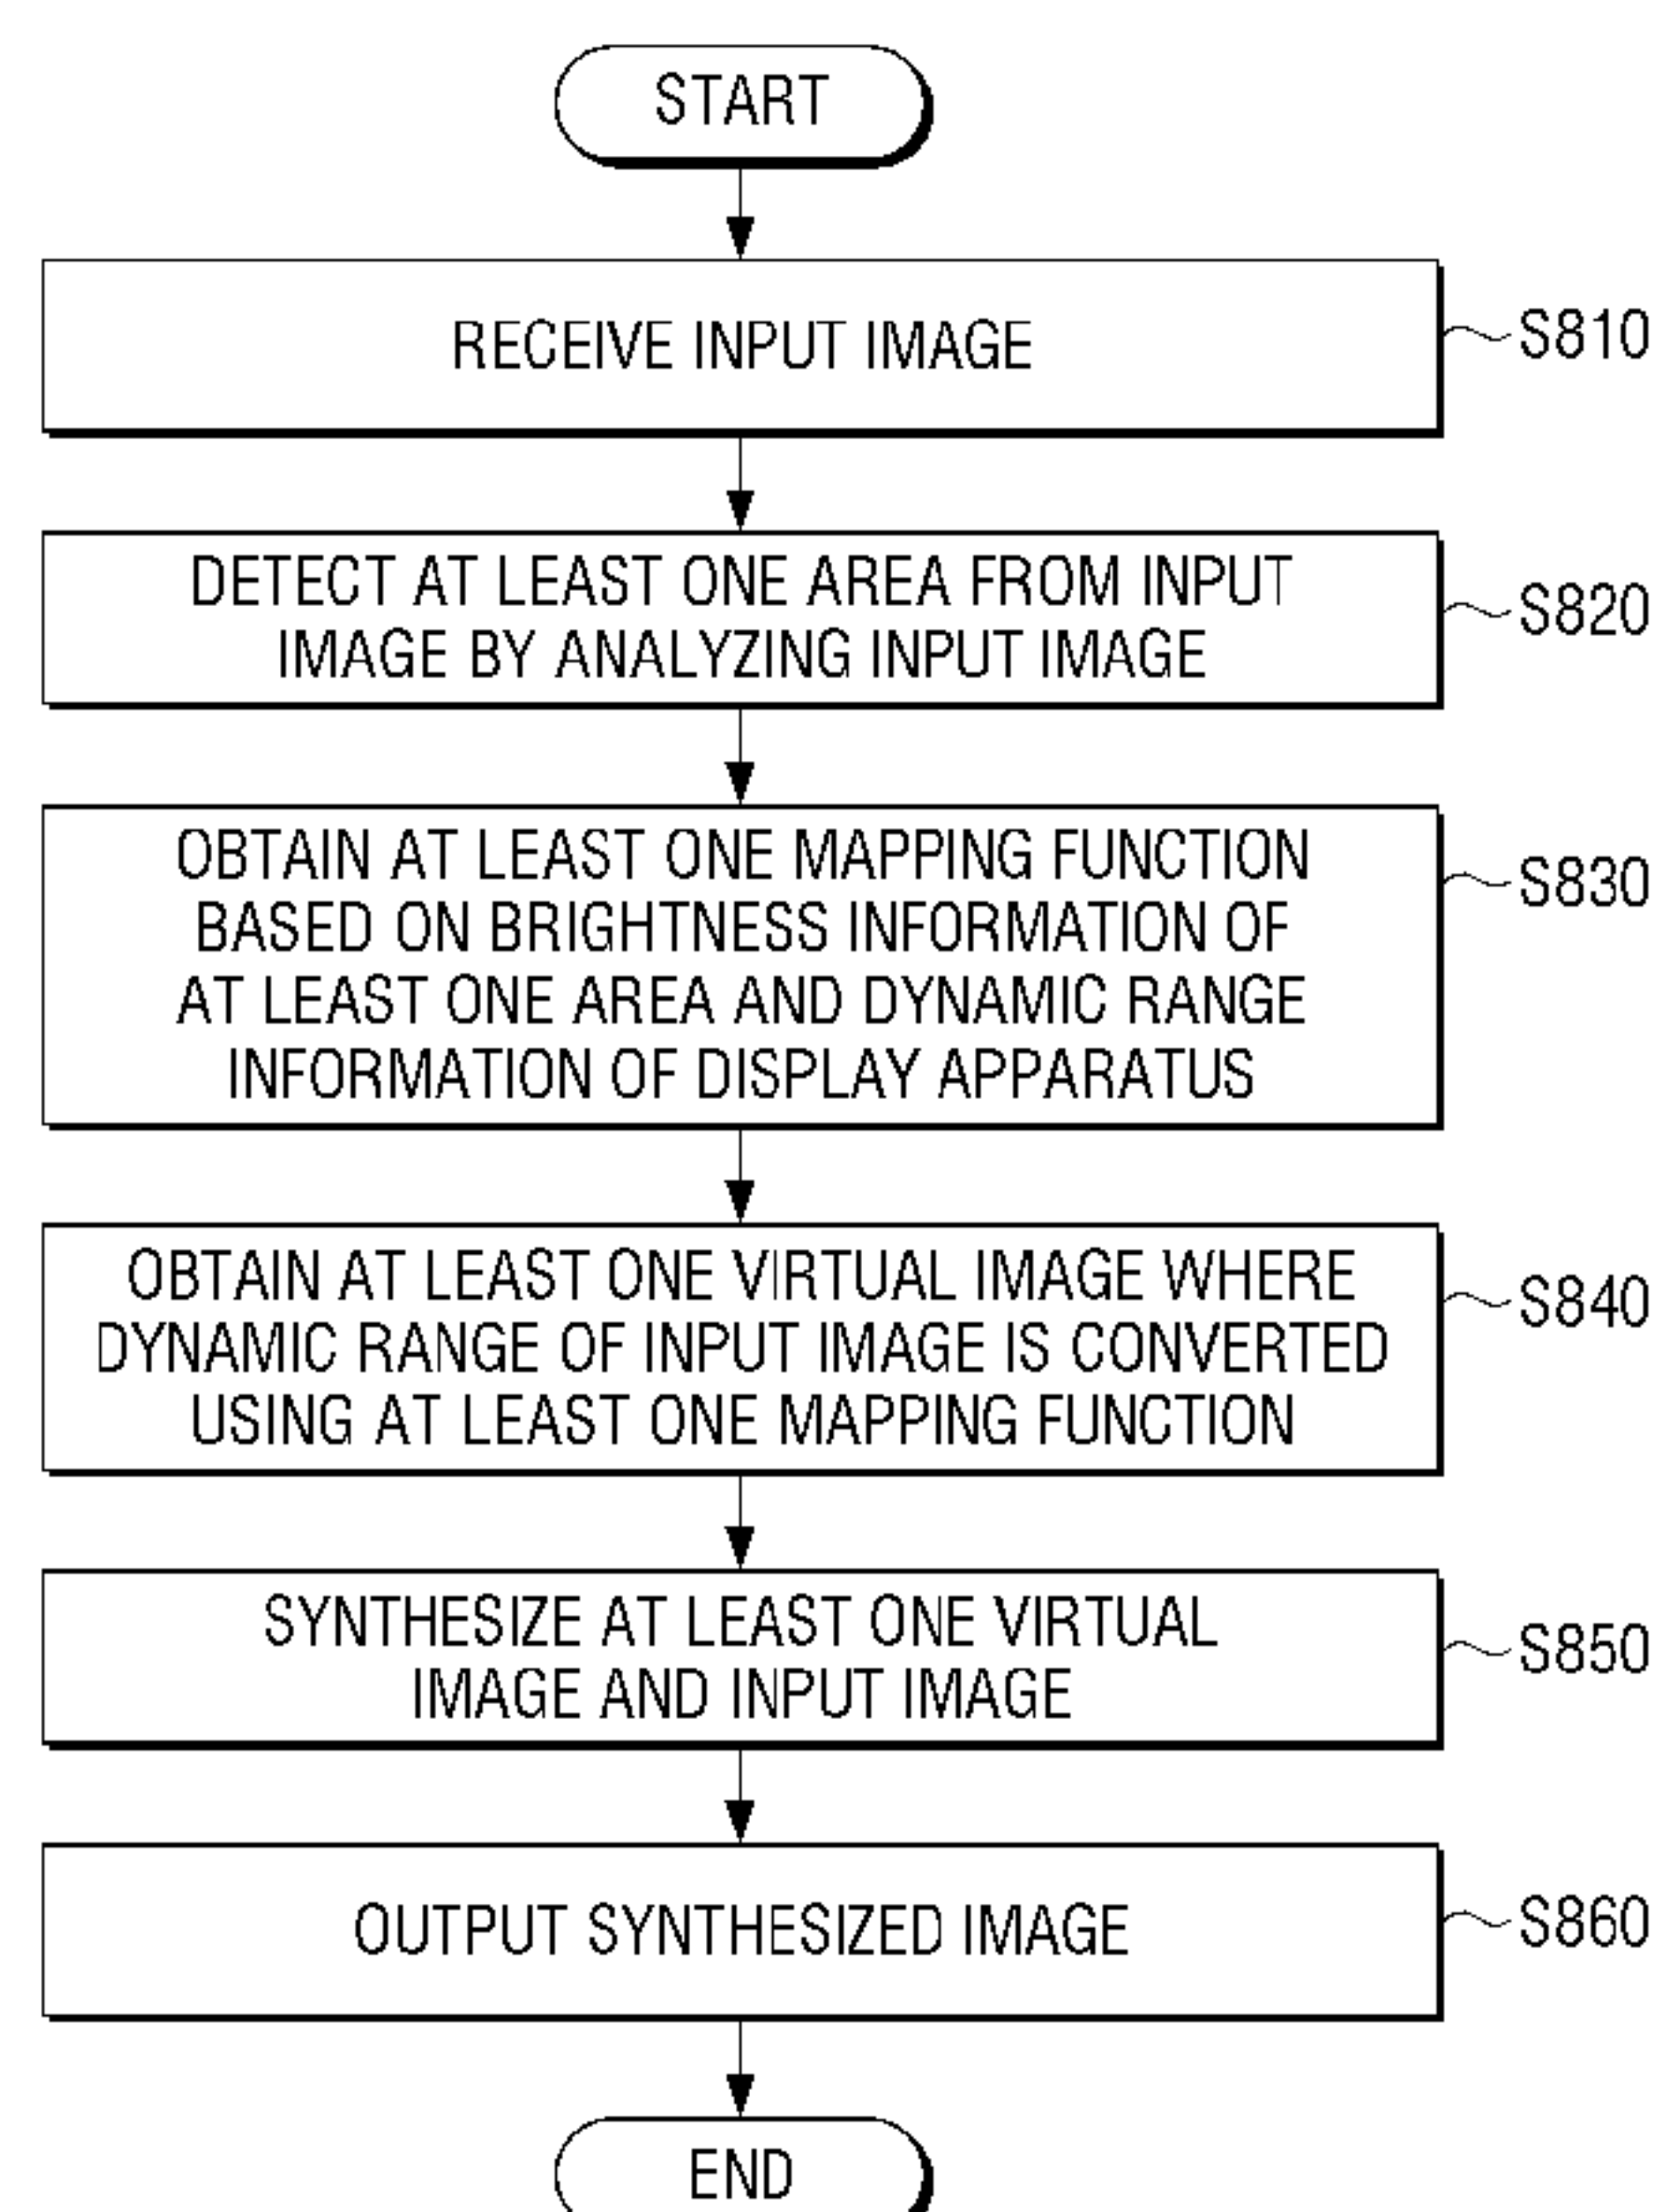 START
RECEIVE INPUT IMAGE
S810
DETECT AT LEAST ONE AREA FROM INPUT
IMAGE BY ANALYZING INPUT IMAGE
S820
OBTAIN AT LEAST ONE MAPPING FUNCTION
BASED ON BRIGHTNESS INFORMATION OF
AT LEAST ONE AREA AND DYNAMIC RANGE
INFORMATION OF DISPLAY APPARATUS
S830
OBTAIN AT LEAST ONE VIRTUAL IMAGE WHERE
DYNAMIC RANGE OF INPUT IMAGE IS CONVERTED
USING AT LEAST ONE MAPPING FUNCTION
S840
SYNTHESIZE AT LEAST ONE VIRTUAL
IMAGE AND INPUT IMAGE
S850
OUTPUT SYNTHESIZED IMAGE
S860
END